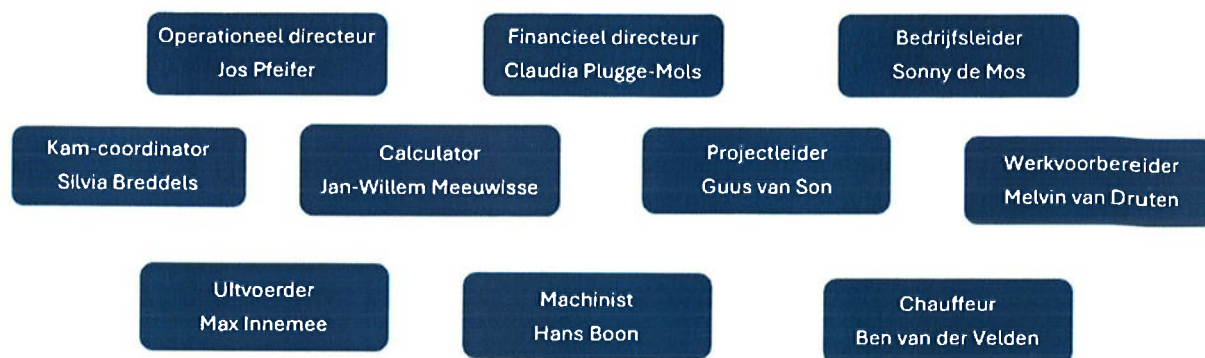 Operationeel directeur
Jos Pfeifer
Financieel directeur
Claudia Plugge-Mols
Bedrijfsleider
Sonny de Mos
Kam-coordinator
Silvia Breddels
Calculator
Jan-Willem Meeuwisse
Projectleider
Guus van Son
Werkvoorbereider
Melvin van Druten
Uitvoerder
Max Innemee
Machinist
Hans Boon
Chauffeur
Ben van der Velden